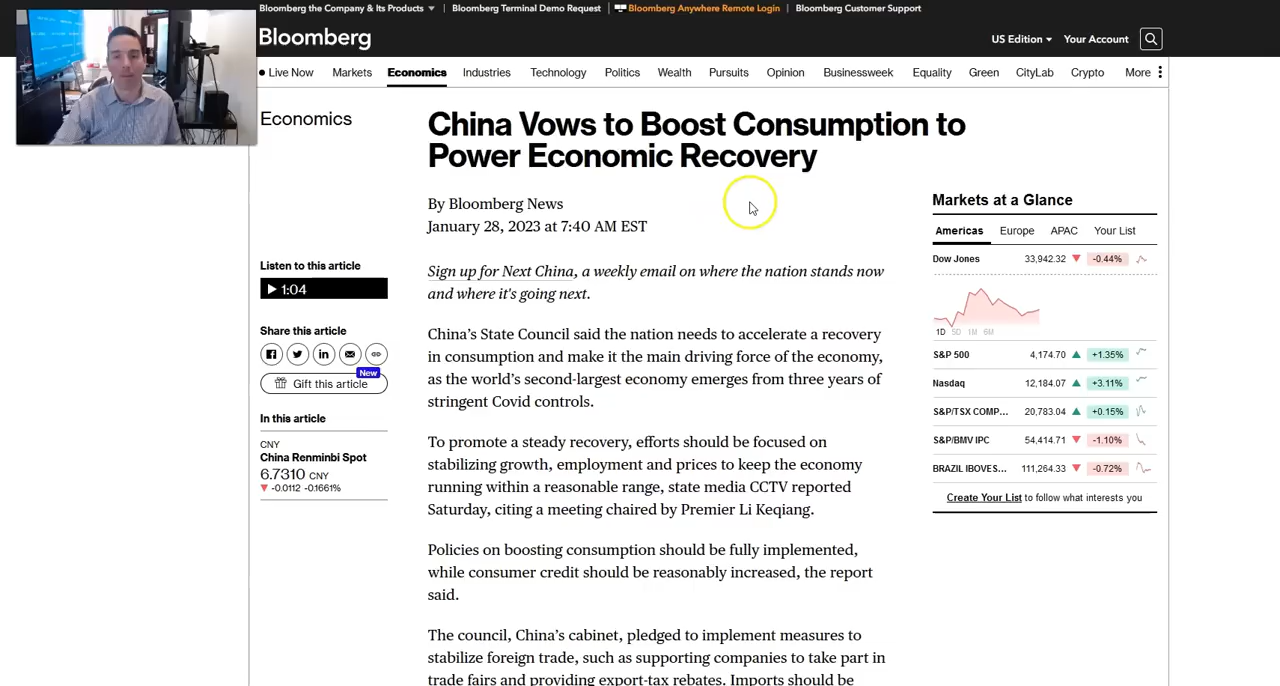 Bloomberg the Company & Its Products
Bloomberg Terminal Demo Request
Bloomberg Anywhere Remote Login
Bloomberg Customer Support
Bloomberg
US Edition
Your Account
Live Now
Markets
Economics
Industries
Technology
Politics
Wealth
Pursuits
Opinion
Businessweek
Equality
Green
CityLab
Crypto
More
Economics
China Vows to Boost Consumption to
Power Economic Recovery
By Bloomberg News
January 28, 2023 at 7:40 AM EST
Listen to this article
1:04
Share this article
New
Gift this article
In this article
CNY
China Renminbi Spot
6.7310 CNY
-0.0112 -0.1661%
Sign up for Next China, a weekly email on where the nation stands now
and where it's going next.
China’s State Council said the nation needs to accelerate a recovery
in consumption and make it the main driving force of the economy,
as the world’s second-largest economy emerges from three years of
stringent Covid controls.
To promote a steady recovery, efforts should be focused on
stabilizing growth, employment and prices to keep the economy
running within a reasonable range, state media CCTV reported
Saturday, citing a meeting chaired by Premier Li Keqiang.
Policies on boosting consumption should be fully implemented,
while consumer credit should be reasonably increased, the report
said.
The council, China’s cabinet, pledged to implement measures to
stabilize foreign trade, such as supporting companies to take part in
trade fairs and providing export-tax rebates. Imports should be
Markets at a Glance
Americas
Europe
APAC
Your List
Dow Jones 33,942.32 -0.44%
1D 5D 1M 6M
S&P 500 4,174.70 +1.35%
Nasdaq 12,184.07 +3.11%
S&P/TSX COMP... 20,783.04 +0.15%
S&P/BMV IPC 54,414.71 -1.10%
BRAZIL IBOVES... 111,264.33 -0.72%
Create Your List to follow what interests you